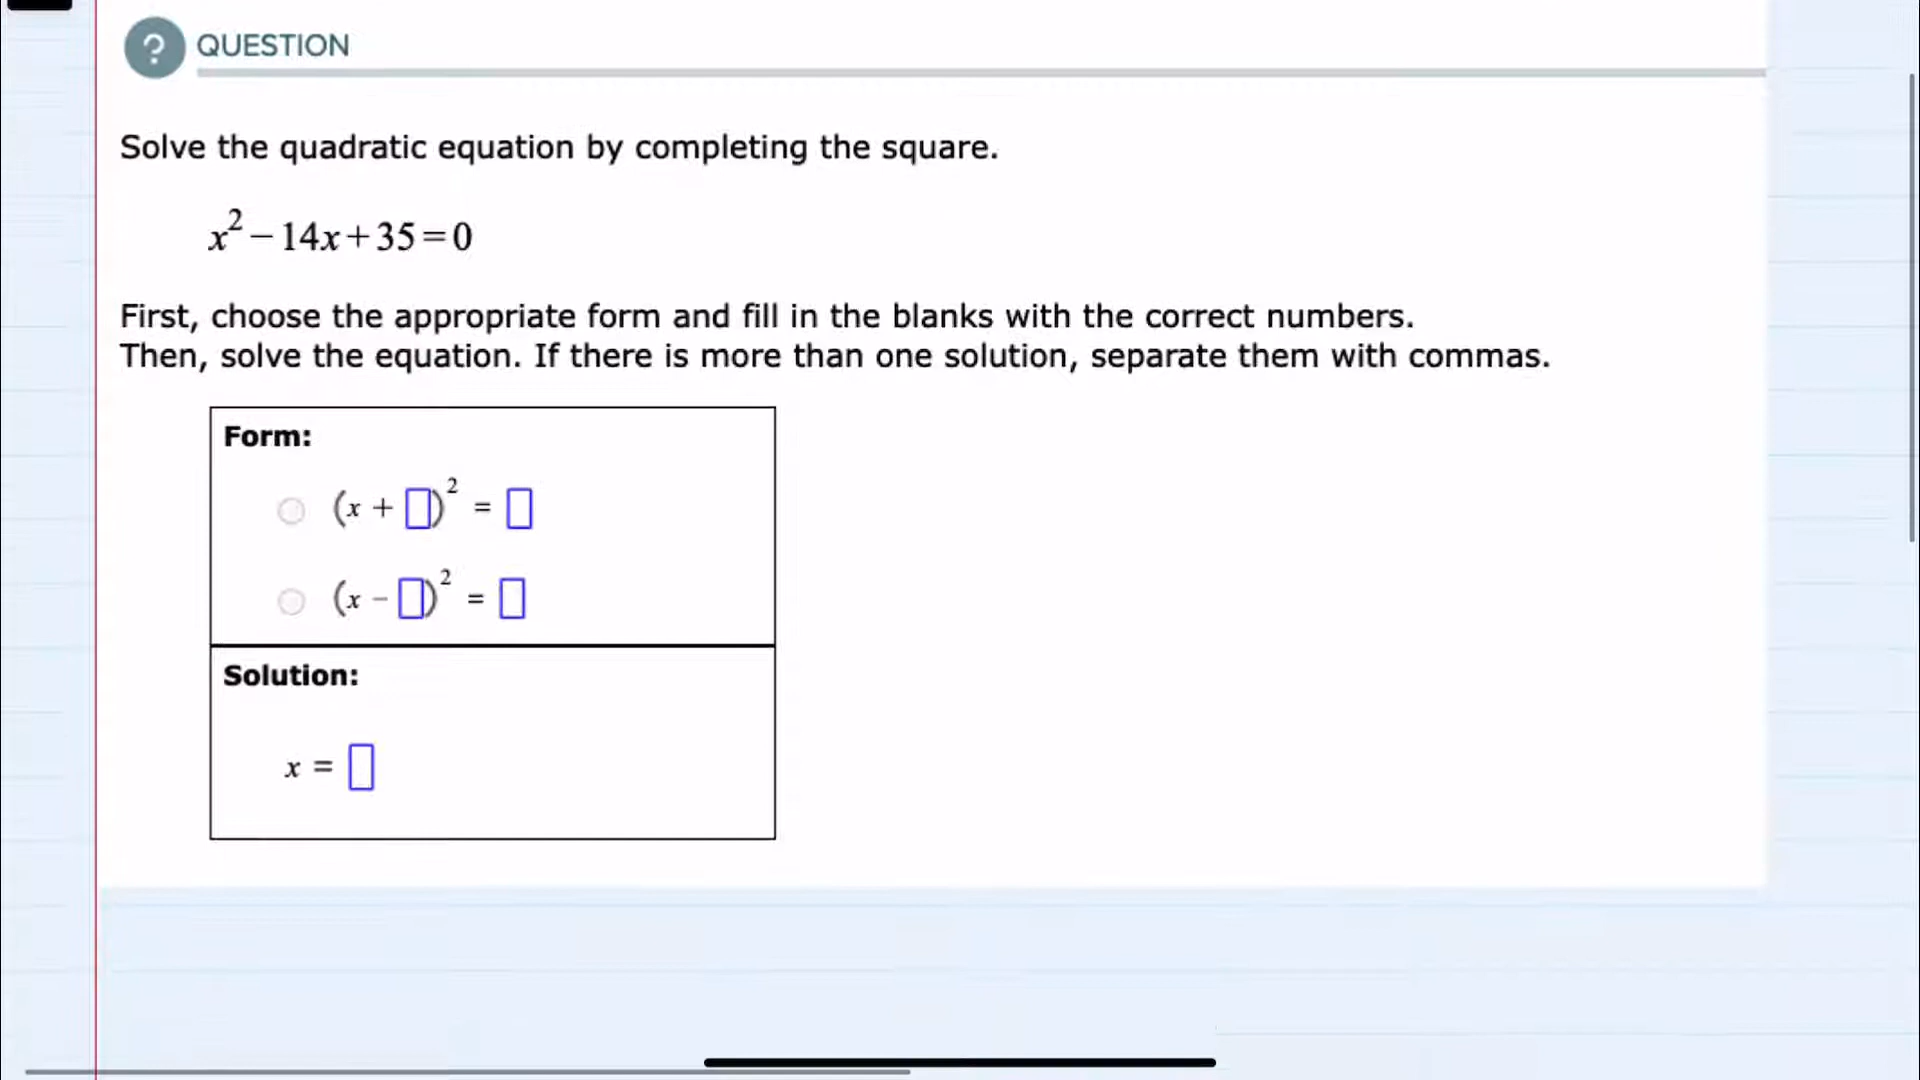 ? QUESTION
Solve the quadratic equation by completing the square.
x² − 14x + 35 = 0
First, choose the appropriate form and fill in the blanks with the correct numbers.
Then, solve the equation. If there is more than one solution, separate them with commas.
Form:
(x + □)² = □
(x − □)² = □
Solution:
x = □